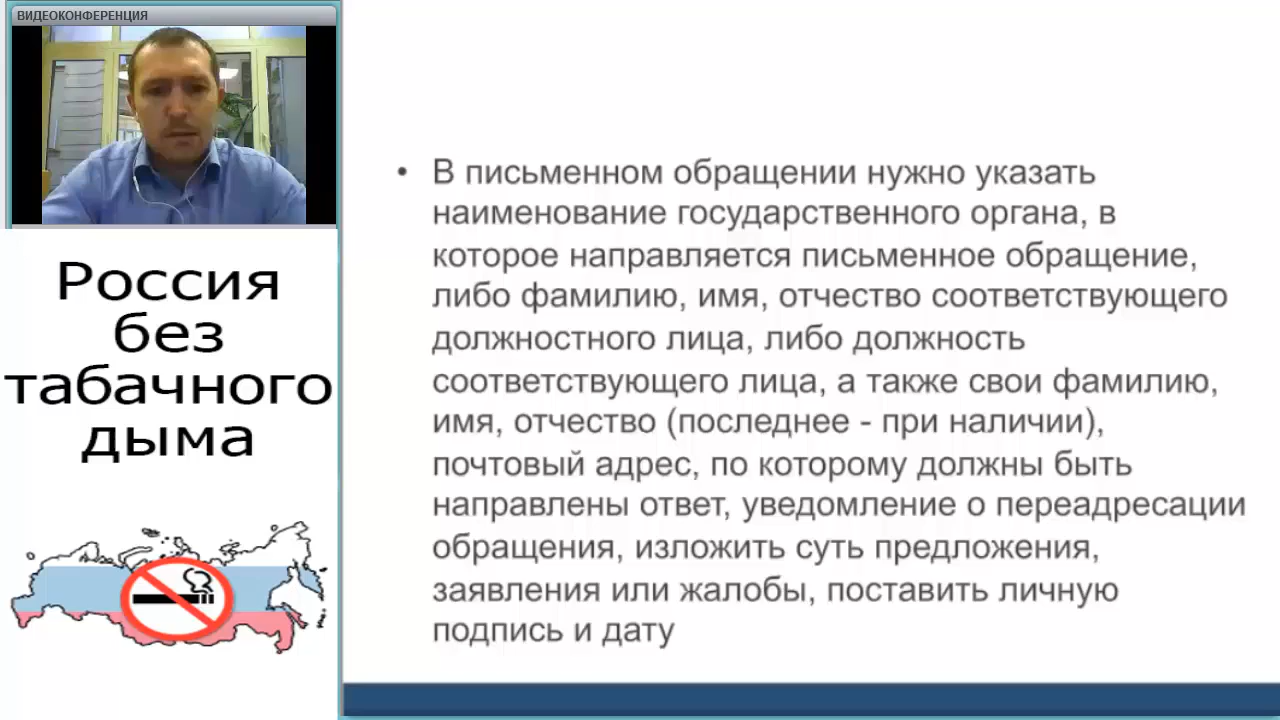 ВИДЕОКОНФЕРЕНЦИЯ
Россия
без
табачного
дыма
• В письменном обращении нужно указать
наименование государственного органа, в
которое направляется письменное обращение,
либо фамилию, имя, отчество соответствующего
должностного лица, либо должность
соответствующего лица, а также свои фамилию,
имя, отчество (последнее - при наличии),
почтовый адрес, по которому должны быть
направлены ответ, уведомление о переадресации
обращения, изложить суть предложения,
заявления или жалобы, поставить личную
подпись и дату